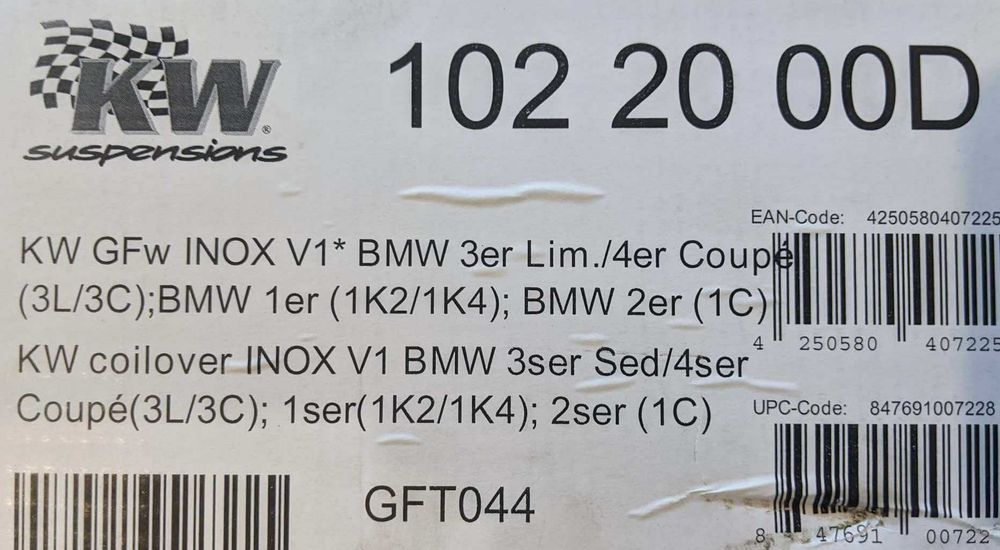 KW®
suspensions
102 20 00D
EAN-Code: 4250580407225
KW GFw INOX V1* BMW 3er Lim./4er Coupé
(3L/3C);BMW 1er (1K2/1K4); BMW 2er (1C)
4 250580 407225
KW coilover INOX V1 BMW 3ser Sed/4ser
Coupé(3L/3C); 1ser(1K2/1K4); 2ser (1C)
UPC-Code: 847691007228
GFT044
8 47691 00722